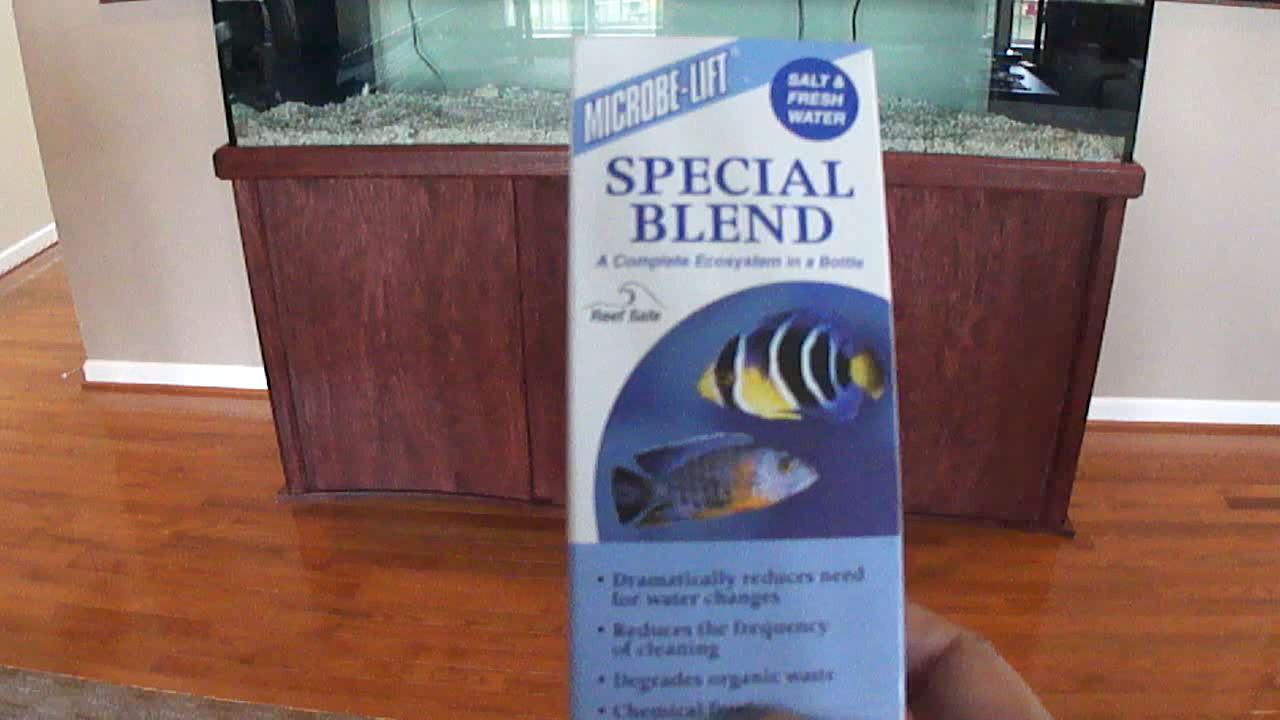 MICROBE-LIFT®
SALT &
FRESH
WATER
SPECIAL
BLEND
A Complete Ecosystem in a Bottle
Reef Safe
• Dramatically reduces need
for water changes
• Reduces the frequency
of cleaning
• Degrades organic waste
• Chemical